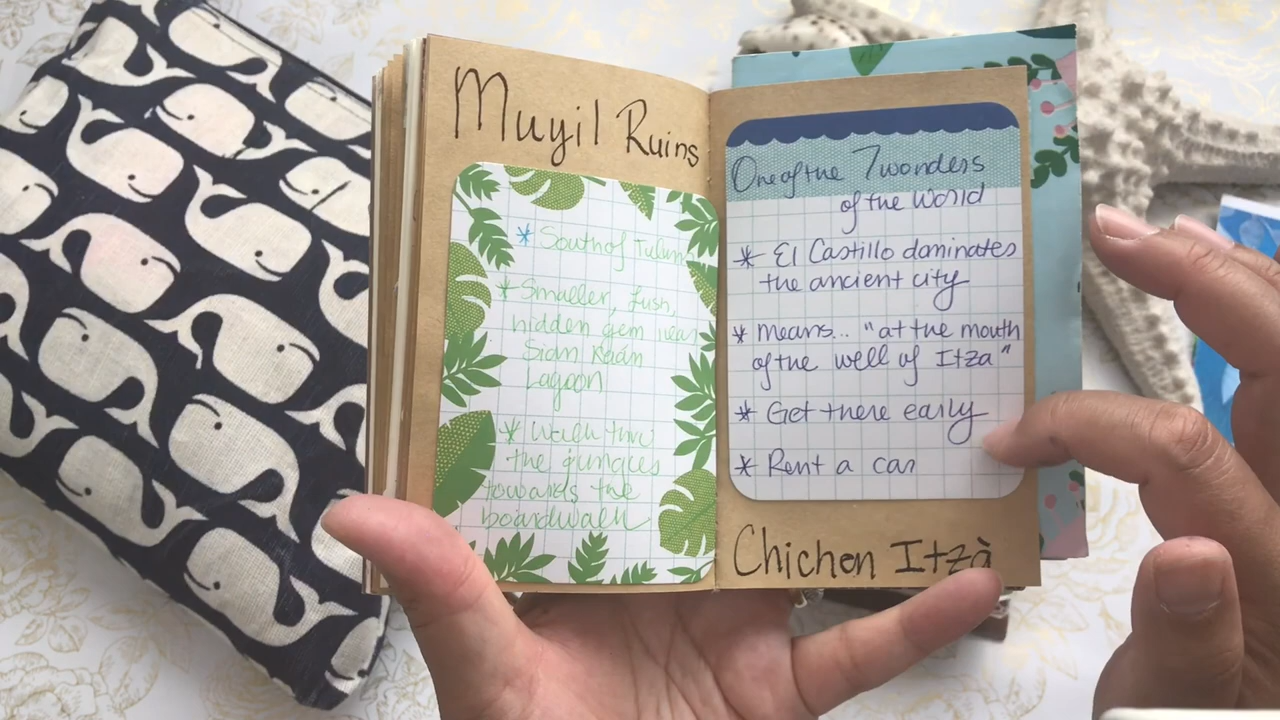 Muyil Ruins
* South of Tulum
* Smaller, lush,
hidden gem near
Sian Kaán
Lagoon
* Walk thru
the jungles
towards the
boardwalk
One of the 7 wonders
of the World
* El Castillo dominates
the ancient city
* means... "at the mouth
of the well of Itza"
* Get there early
* Rent a car
Chichen Itzà